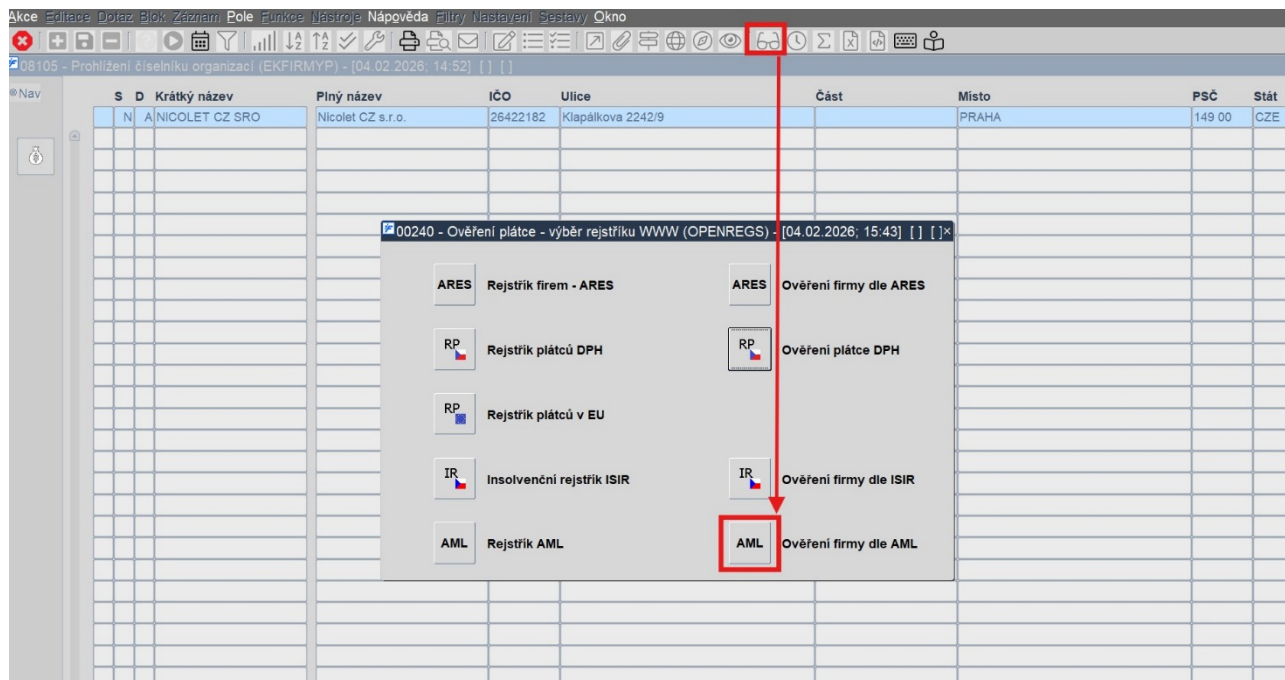 Akce Editace Dotaz Blok Záznam Pole Funkce Nástroje Nápověda Filtry Nastavení Sestavy Okno
08105 - Prohlížení číselníku organizací (EKFIRMYP) - [04.02.2026; 14:52] [ ] [ ]
Nav
S D Krátký název Plný název IČO Ulice Část Místo PSČ Stát
N A NICOLET CZ SRO Nicolet CZ s.r.o. 26422182 Klapálkova 2242/9 PRAHA 149 00 CZE
00240 - Ověření plátce - výběr rejstříku WWW (OPENREGS) - [04.02.2026; 15:43] [ ] [ ]×
ARES Rejstřík firem - ARES ARES Ověření firmy dle ARES
RP Rejstřík plátců DPH RP Ověření plátce DPH
RP Rejstřík plátců v EU
IR Insolvenční rejstřík ISIR IR Ověření firmy dle ISIR
AML Rejstřík AML AML Ověření firmy dle AML